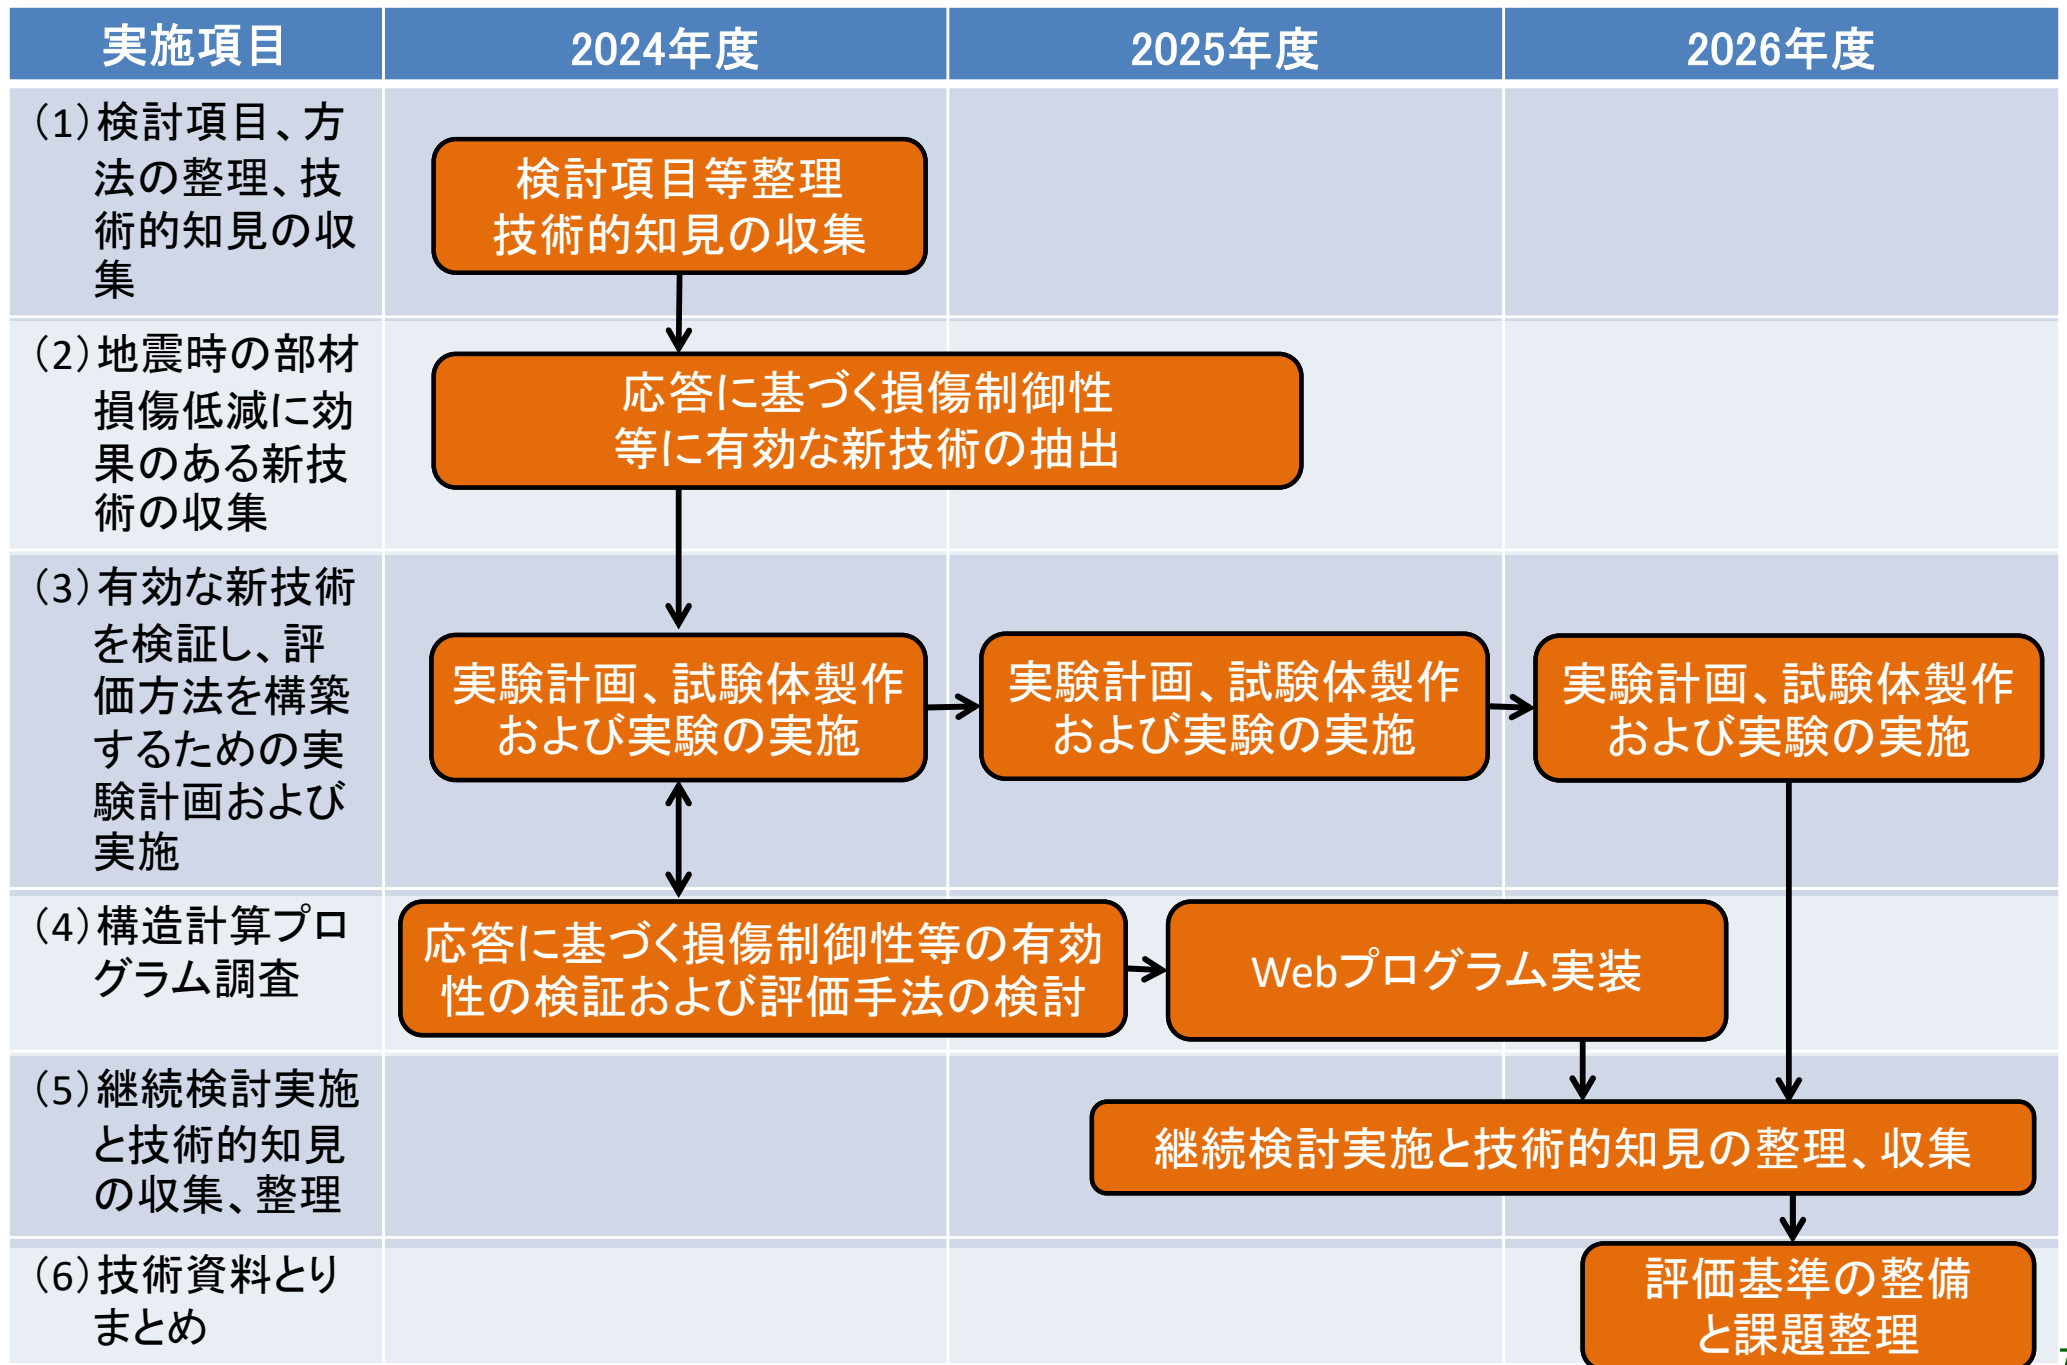 実施項目
2024年度
2025年度
2026年度
(1)検討項目、方
法の整理、技
術的知見の収
集
検討項目等整理
技術的知見の収集
(2)地震時の部材
損傷低減に効
果のある新技
術の収集
応答に基づく損傷制御性
等に有効な新技術の抽出
(3)有効な新技術
を検証し、評
価方法を構築
するための実
験計画および
実施
実験計画、試験体製作
および実験の実施
実験計画、試験体製作
および実験の実施
実験計画、試験体製作
および実験の実施
(4)構造計算プロ
グラム調査
応答に基づく損傷制御性等の有効
性の検証および評価手法の検討
Webプログラム実装
(5)継続検討実施
と技術的知見
の収集、整理
継続検討実施と技術的知見の整理、収集
(6)技術資料とり
まとめ
評価基準の整備
と課題整理